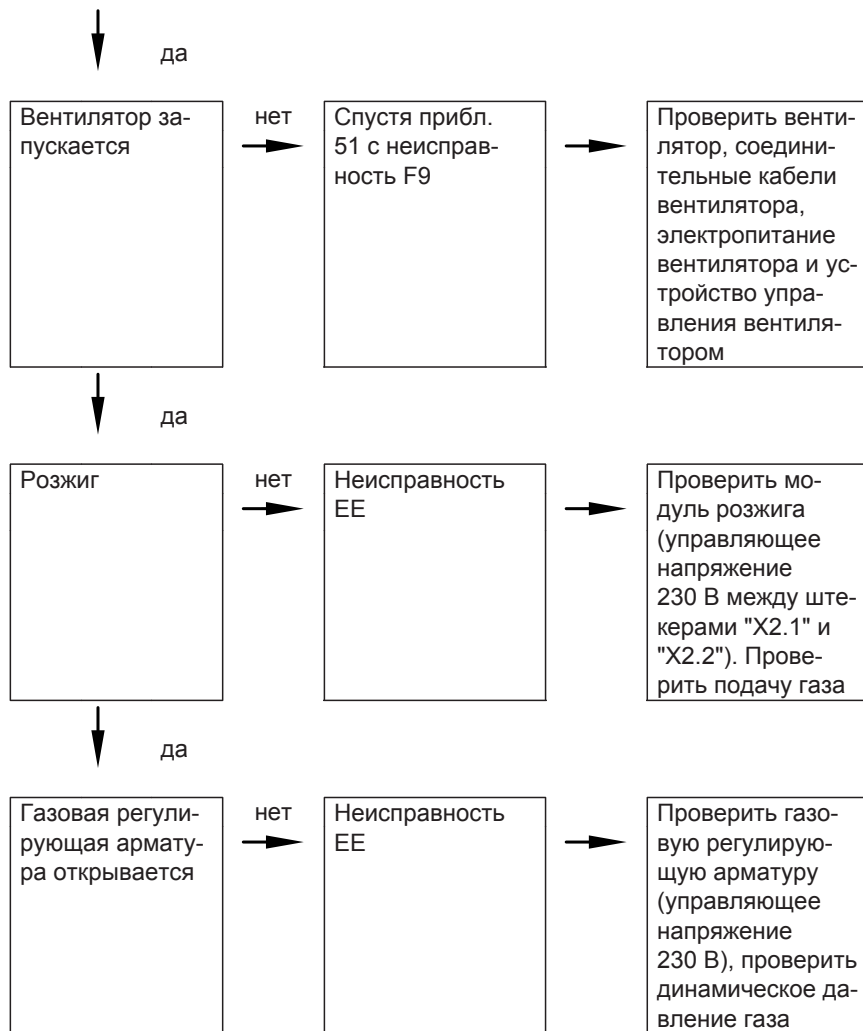 да
Вентилятор за-
пускается
нет
Спустя прибл.
51 с неисправ-
ность F9
Проверить венти-
лятор, соедини-
тельные кабели
вентилятора,
электропитание
вентилятора и ус-
тройство упра-
вления вентиля-
тором
да
Розжиг
нет
Неисправность
EE
Проверить мо-
дуль розжига
(управляющее
напряжение
230 В между ште-
керами "X2.1" и
"X2.2"). Прове-
рить подачу газа
да
Газовая регули-
рующая армату-
ра открывается
нет
Неисправность
EE
Проверить газо-
вую регулирую-
щую арматуру
(управляющее
напряжение
230 В), проверить
динамическое да-
вление газа